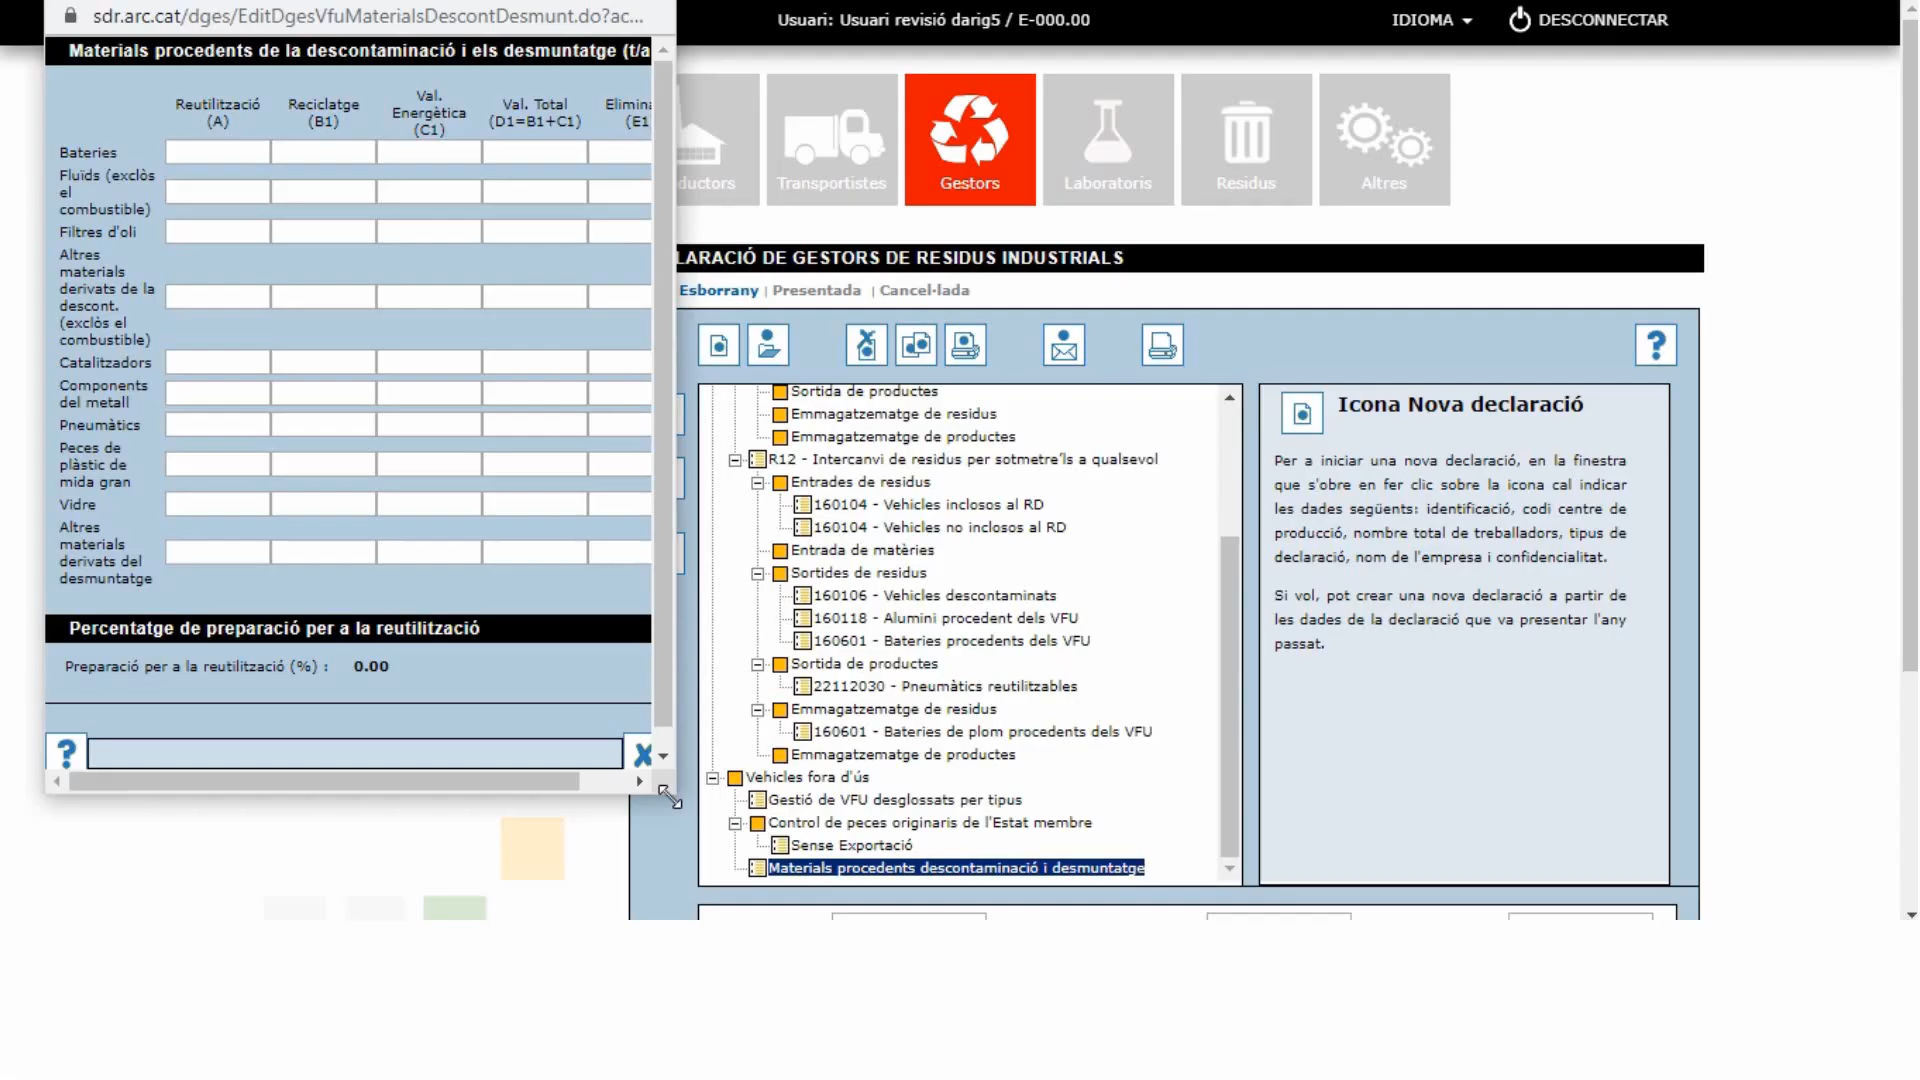 sdr.arc.cat/dges/EditDgesVfuMaterialsDescontDesmunt.do?ac...
Materials procedents de la descontaminació i els desmuntatge (t/a
Reutilització
(A)
Reciclatge
(B1)
Val.
Energètica
(C1)
Val. Total
(D1=B1+C1)
Elimina
(E1
Bateries
Fluïds (exclòs
el
combustible)
Filtres d'oli
Altres
materials
derivats de la
descont.
(exclòs el
combustible)
Catalitzadors
Components
del metall
Pneumàtics
Peces de
plàstic de
mida gran
Vidre
Altres
materials
derivats del
desmuntatge
Percentatge de preparació per a la reutilització
Preparació per a la reutilització (%) : 0.00
?
X
Usuari: Usuari revisió darig5 / E-000.00
IDIOMA
DESCONNECTAR
ductors
Transportistes
Gestors
Laboratoris
Residus
Altres
LARACIÓ DE GESTORS DE RESIDUS INDUSTRIALS
Esborrany | Presentada | Cancel·lada
?
Sortida de productes
Emmagatzematge de residus
Emmagatzematge de productes
R12 - Intercanvi de residus per sotmetre'ls a qualsevol
Entrades de residus
160104 - Vehicles inclosos al RD
160104 - Vehicles no inclosos al RD
Entrada de matèries
Sortides de residus
160106 - Vehicles descontaminats
160118 - Alumini procedent dels VFU
160601 - Bateries procedents dels VFU
Sortida de productes
22112030 - Pneumàtics reutilitzables
Emmagatzematge de residus
160601 - Bateries de plom procedents dels VFU
Emmagatzematge de productes
Vehicles fora d'ús
Gestió de VFU desglossats per tipus
Control de peces originaris de l'Estat membre
Sense Exportació
Materials procedents descontaminació i desmuntatge
Icona Nova declaració
Per a iniciar una nova declaració, en la finestra
que s'obre en fer clic sobre la icona cal indicar
les dades següents: identificació, codi centre de
producció, nombre total de treballadors, tipus de
declaració, nom de l'empresa i confidencialitat.
Si vol, pot crear una nova declaració a partir de
les dades de la declaració que va presentar l'any
passat.